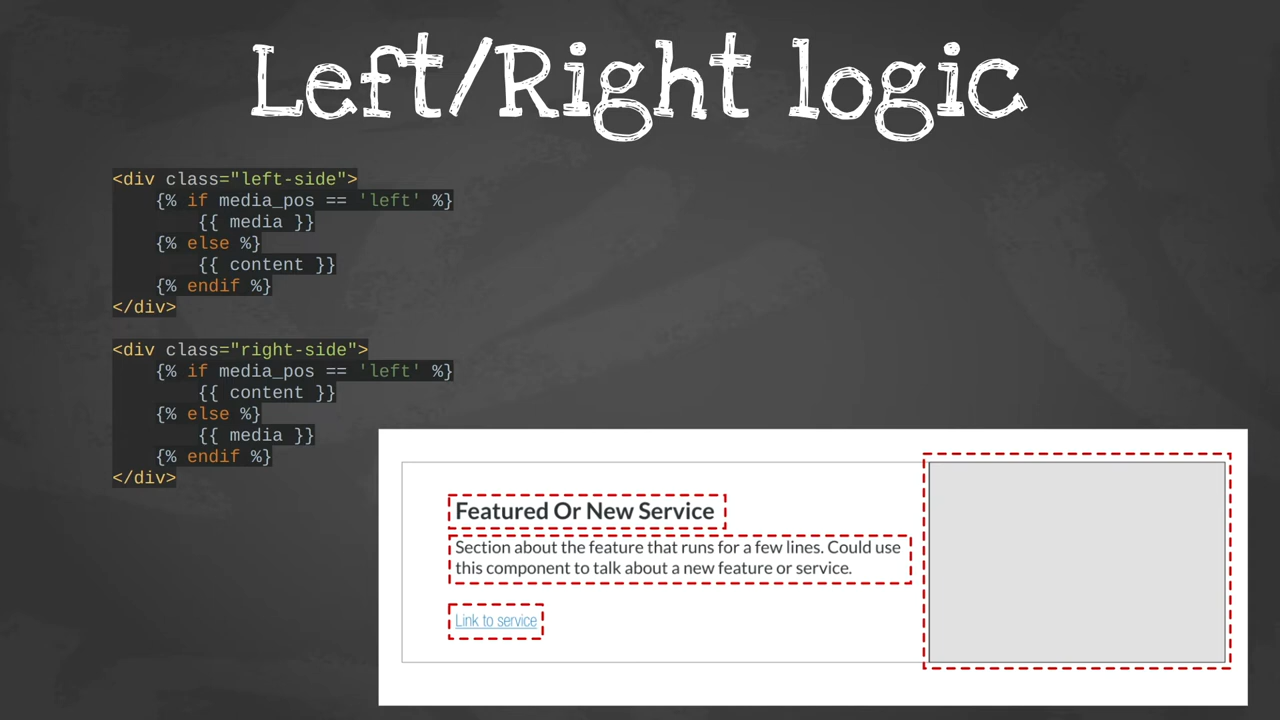 Left/Right logic
<div class="left-side">
    {% if media_pos == 'left' %}
        {{ media }}
    {% else %}
        {{ content }}
    {% endif %}
</div>
<div class="right-side">
    {% if media_pos == 'left' %}
        {{ content }}
    {% else %}
        {{ media }}
    {% endif %}
</div>
Featured Or New Service
Section about the feature that runs for a few lines. Could use
this component to talk about a new feature or service.
Link to service